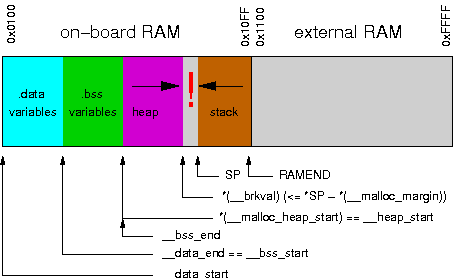 0x0100
on−board RAM
0x10FF
0x1100
external RAM
0xFFFF
.data
variables
.bss
variables
heap
!
stack
SP
RAMEND
*(__brkval) (<= *SP − *(__malloc_margin))
*(__malloc_heap_start) == __heap_start
__bss_end
__data_end == __bss_start
__data_start